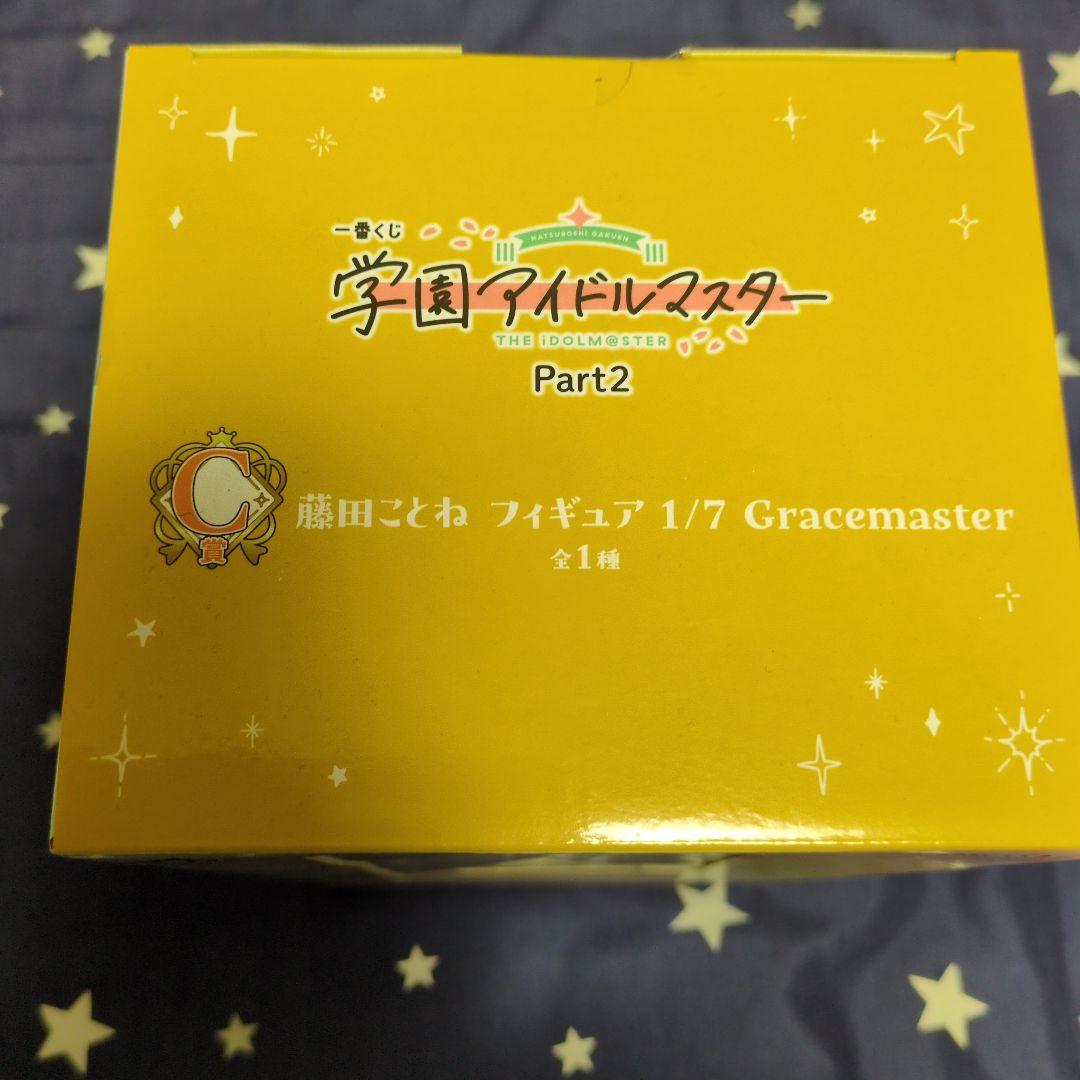 一番くじ
HATSUBOSHI GAKUEN
学園アイドルマスター
THE iDOLM@STER
Part2
C賞
藤田ことね フィギュア 1/7 Gracemaster
全1種